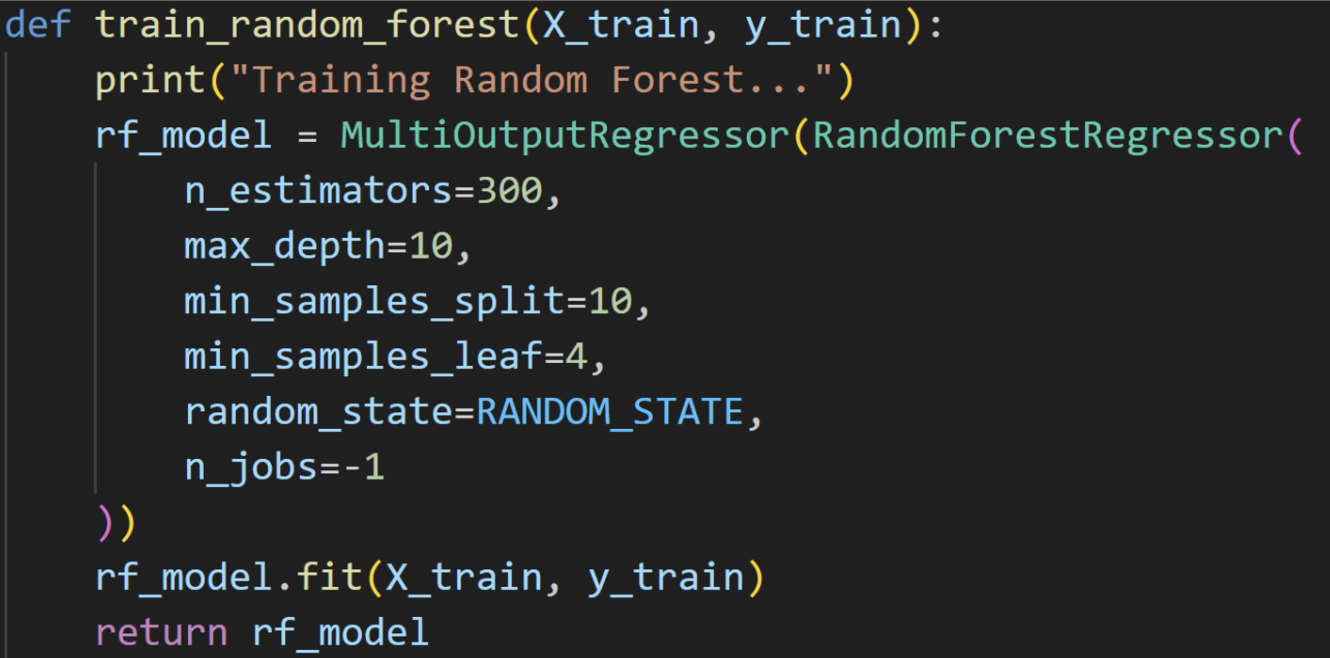 def train_random_forest(X_train, y_train):
    print("Training Random Forest...")
    rf_model = MultiOutputRegressor(RandomForestRegressor(
        n_estimators=300,
        max_depth=10,
        min_samples_split=10,
        min_samples_leaf=4,
        random_state=RANDOM_STATE,
        n_jobs=-1
    ))
    rf_model.fit(X_train, y_train)
    return rf_model